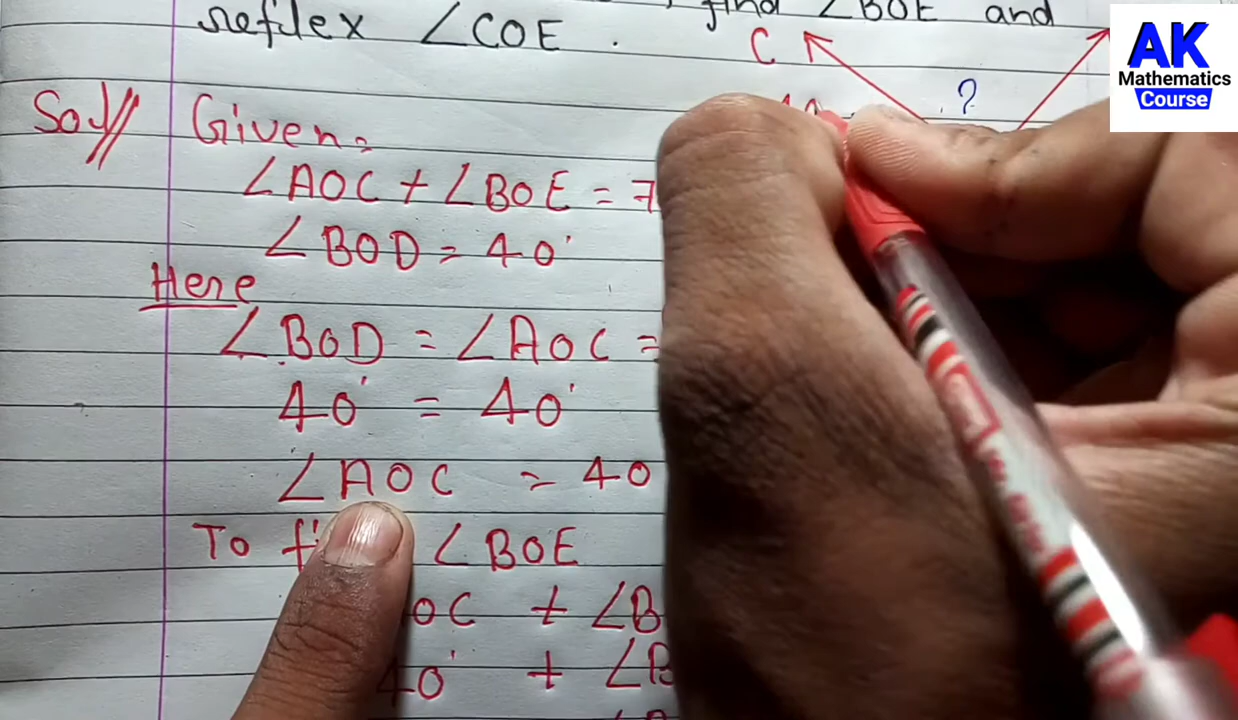 find ∠BOE and
reflex ∠COE .
C
?
AK
Mathematics
Course
Sol// Given,
∠AOC + ∠BOE = 7
∠BOD = 40°
Here
∠BOD = ∠AOC =
40° = 40°
∠AOC = 40
To ∠BOE
OC + ∠B
40° + ∠B